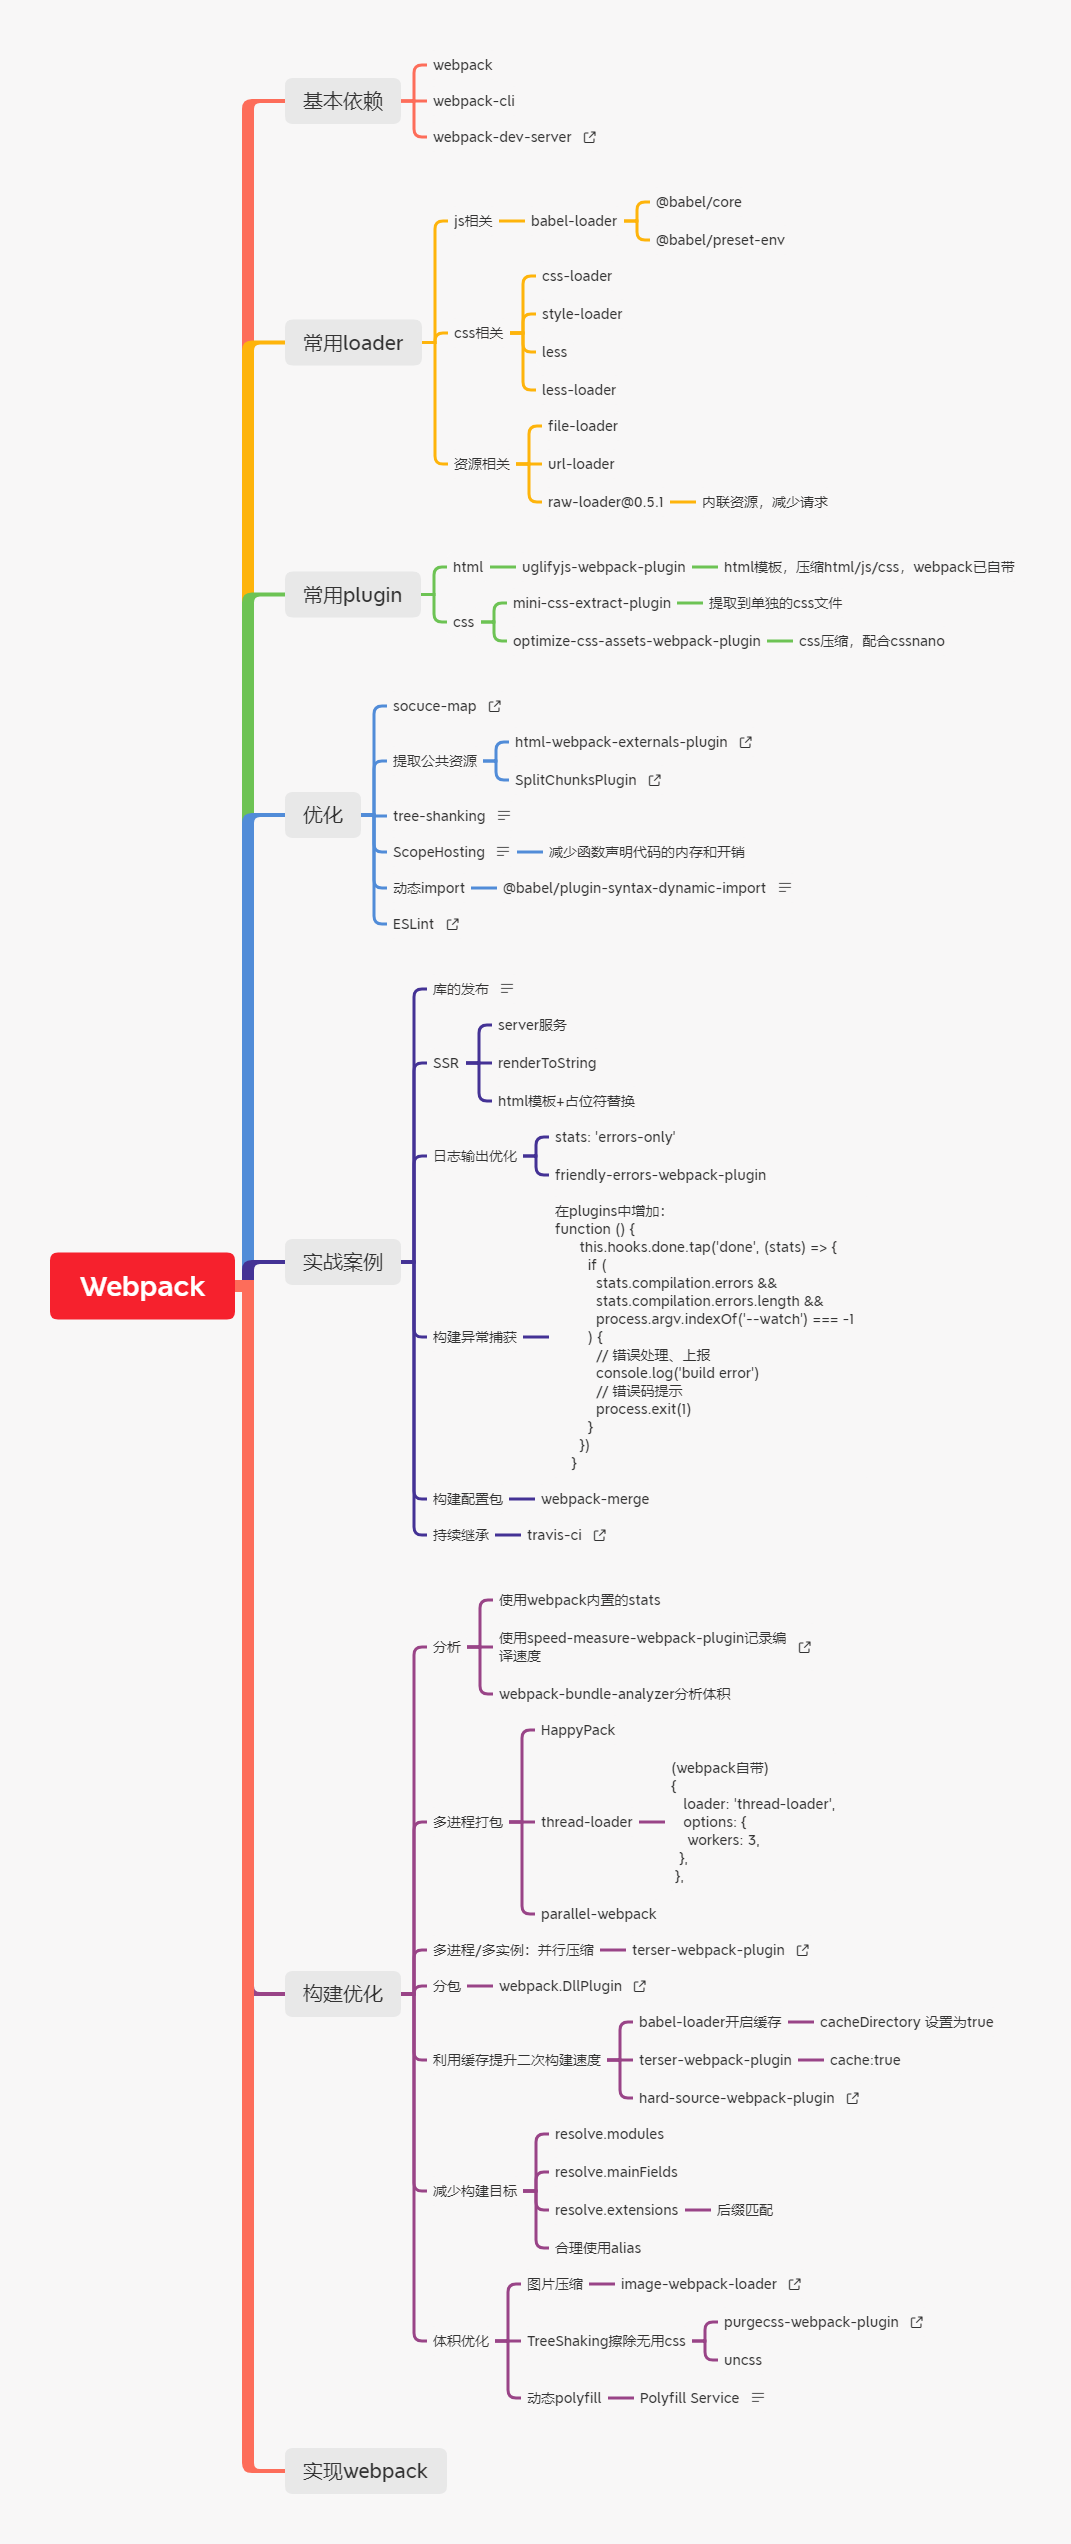 Webpack
基本依赖
webpack
webpack-cli
webpack-dev-server
常用loader
js相关
babel-loader
@babel/core
@babel/preset-env
css相关
css-loader
style-loader
less
less-loader
资源相关
file-loader
url-loader
raw-loader@0.5.1
内联资源，减少请求
常用plugin
html
uglifyjs-webpack-plugin
html模板，压缩html/js/css，webpack已自带
css
mini-css-extract-plugin
提取到单独的css文件
optimize-css-assets-webpack-plugin
css压缩，配合cssnano
优化
socuce-map
提取公共资源
html-webpack-externals-plugin
SplitChunksPlugin
tree-shanking
ScopeHosting
减少函数声明代码的内存和开销
动态import
@babel/plugin-syntax-dynamic-import
ESLint
实战案例
库的发布
SSR
server服务
renderToString
html模板+占位符替换
日志输出优化
stats: 'errors-only'
friendly-errors-webpack-plugin
构建异常捕获
在plugins中增加：
function () {
this.hooks.done.tap('done', (stats) => {
if (
stats.compilation.errors &&
stats.compilation.errors.length &&
process.argv.indexOf('--watch') === -1
) {
// 错误处理、上报
console.log('build error')
// 错误码提示
process.exit(1)
}
})
}
构建配置包
webpack-merge
持续继承
travis-ci
构建优化
分析
使用webpack内置的stats
使用speed-measure-webpack-plugin记录编
译速度
webpack-bundle-analyzer分析体积
多进程打包
HappyPack
thread-loader
(webpack自带)
{
loader: 'thread-loader',
options: {
workers: 3,
},
},
parallel-webpack
多进程/多实例：并行压缩
terser-webpack-plugin
分包
webpack.DllPlugin
利用缓存提升二次构建速度
babel-loader开启缓存
cacheDirectory 设置为true
terser-webpack-plugin
cache:true
hard-source-webpack-plugin
减少构建目标
resolve.modules
resolve.mainFields
resolve.extensions
后缀匹配
合理使用alias
体积优化
图片压缩
image-webpack-loader
TreeShaking擦除无用css
purgecss-webpack-plugin
uncss
动态polyfill
Polyfill Service
实现webpack